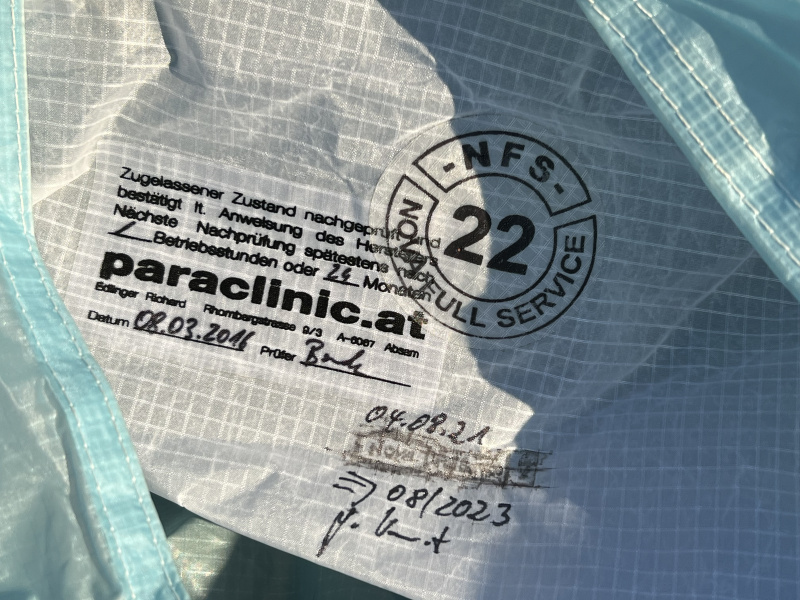 Zugelassener Zustand nachgeprüft und
bestätigt lt. Anweisung des Herstellers
Nächste Nachprüfung spätestens nach
/ Betriebsstunden oder 24 Monaten
paraclinic.at
Edlinger Richard Rhombergstrasse 9/3 A-6067 Absam
Datum 08.03.2016 Prüfer
-NFS-
22
NOVA FULL SERVICE
04.08.21
NOVA
=> 08/2023